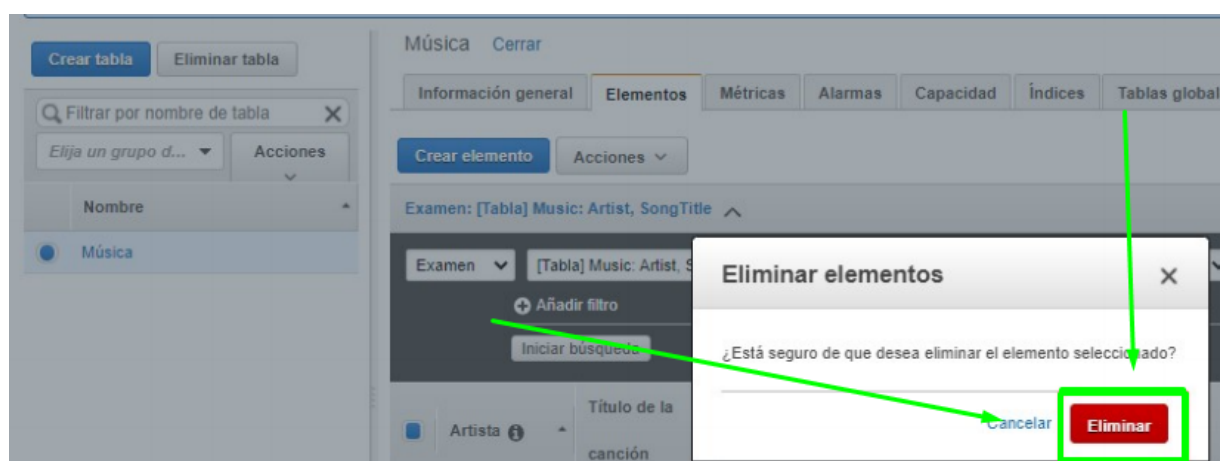 Música Cerrar
Crear tabla Eliminar tabla
Información general Elementos Métricas Alarmas Capacidad Índices Tablas global
Filtrar por nombre de tabla
Elija un grupo d... Acciones
Crear elemento Acciones
Nombre
Examen: [Tabla] Music: Artist, SongTitle
Música
Examen [Tabla] Music: Artist, S
Eliminar elementos
Añadir filtro
Iniciar búsqueda
¿Está seguro de que desea eliminar el elemento seleccionado?
Cancelar Eliminar
Artista Título de la
canción